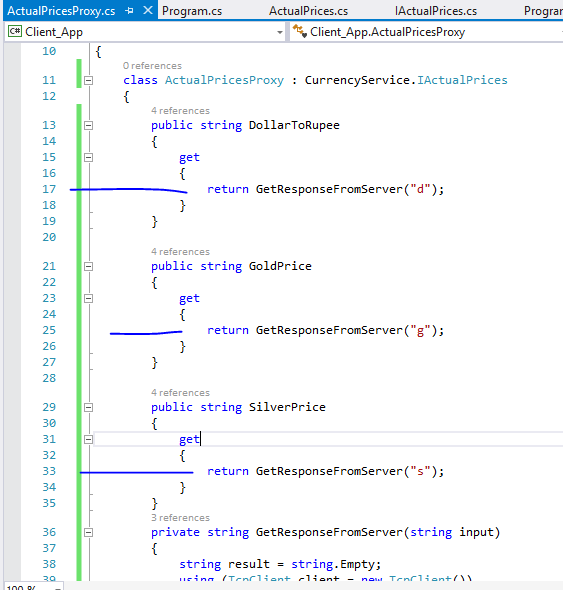 ActualPricesProxy.cs Program.cs ActualPrices.cs IActualPrices.cs Program
C# Client_App Client_App.ActualPricesProxy
10 {
0 references
11 class ActualPricesProxy : CurrencyService.IActualPrices
12 {
4 references
13 public string DollarToRupee
14 {
15 get
16 {
17 return GetResponseFromServer("d");
18 }
19 }
20
4 references
21 public string GoldPrice
22 {
23 get
24 {
25 return GetResponseFromServer("g");
26 }
27 }
28
4 references
29 public string SilverPrice
30 {
31 get
32 {
33 return GetResponseFromServer("s");
34 }
35 }
3 references
36 private string GetResponseFromServer(string input)
37 {
38 string result = string.Empty;
39 using (TcpClient client = new TcpClient())
100 %